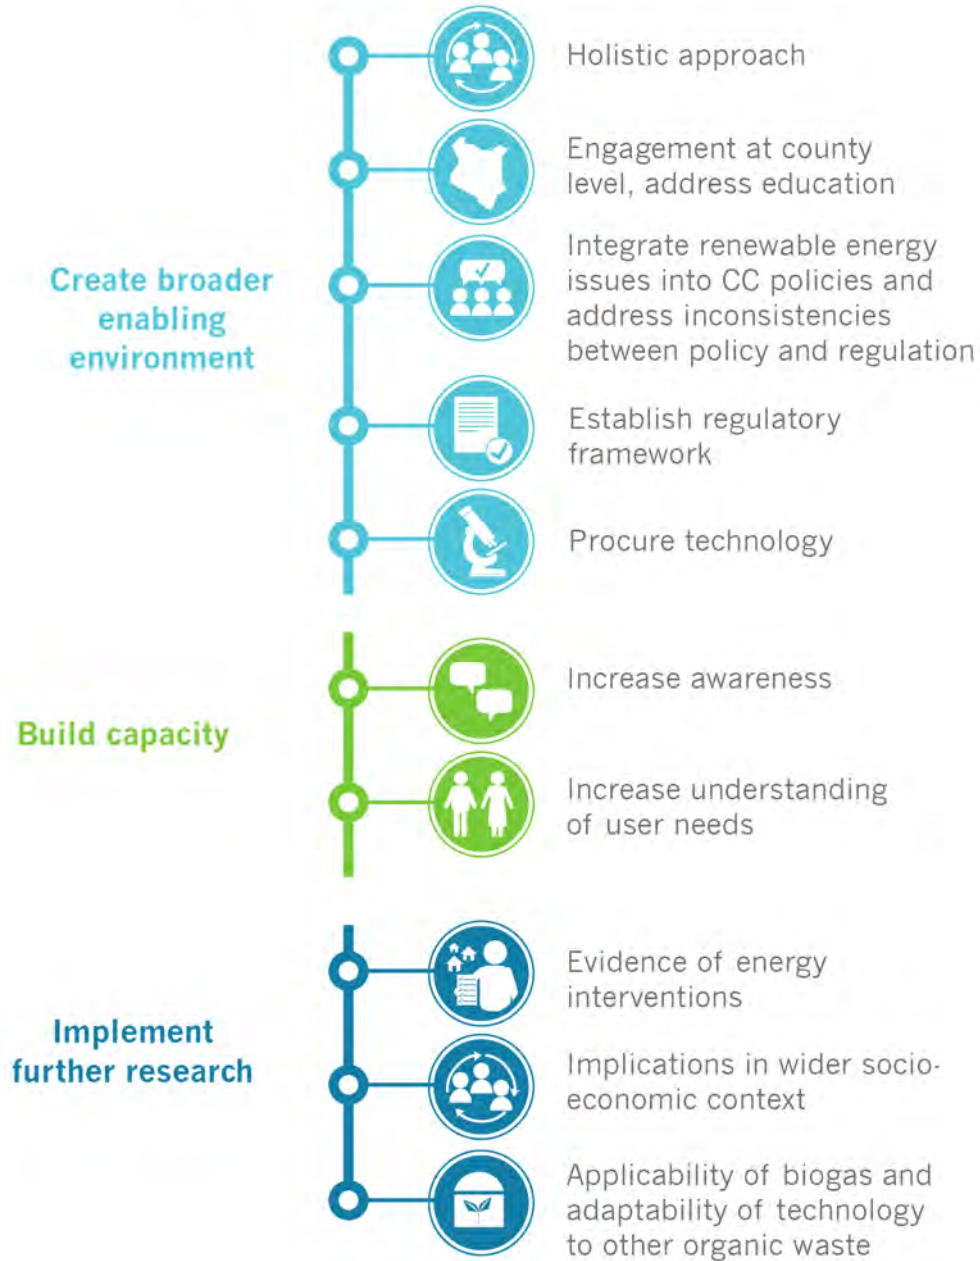 Create broader
enabling
environment
Holistic approach
Engagement at county
level, address education
Integrate renewable energy
issues into CC policies and
address inconsistencies
between policy and regulation
Establish regulatory
framework
Procure technology
Build capacity
Increase awareness
Increase understanding
of user needs
Implement
further research
Evidence of energy
interventions
Implications in wider socio-
economic context
Applicability of biogas and
adaptability of technology
to other organic waste